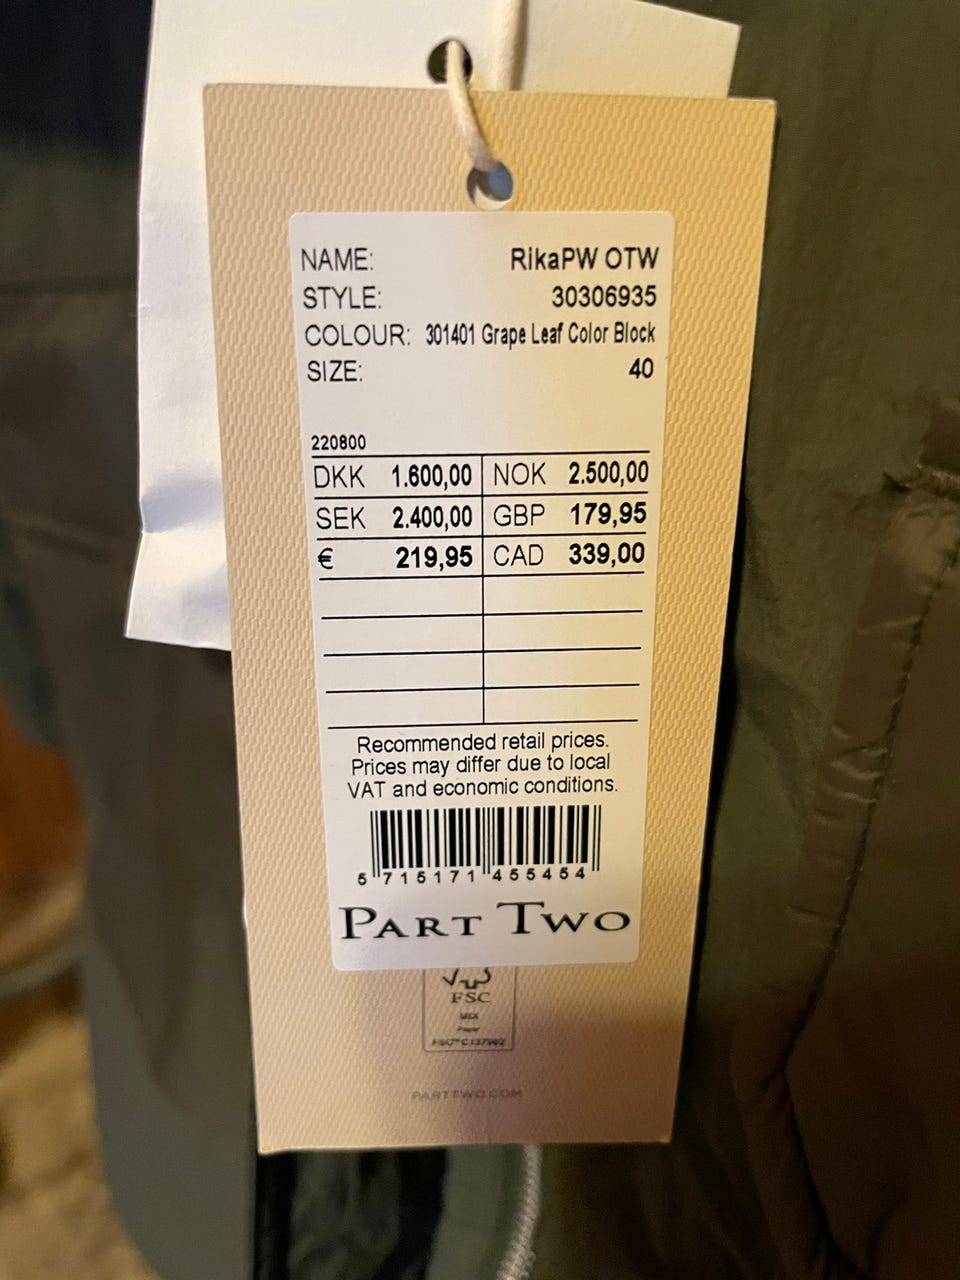 NAME: RikaPW OTW
STYLE: 30306935
COLOUR: 301401 Grape Leaf Color Block
SIZE: 40
220800
DKK 1.600,00 NOK 2.500,00
SEK 2.400,00 GBP 179,95
€ 219,95 CAD 339,00
Recommended retail prices.
Prices may differ due to local
VAT and economic conditions.
5 715171 455454
PART TWO
FSC
MIX
Paper
PARTTWO.COM